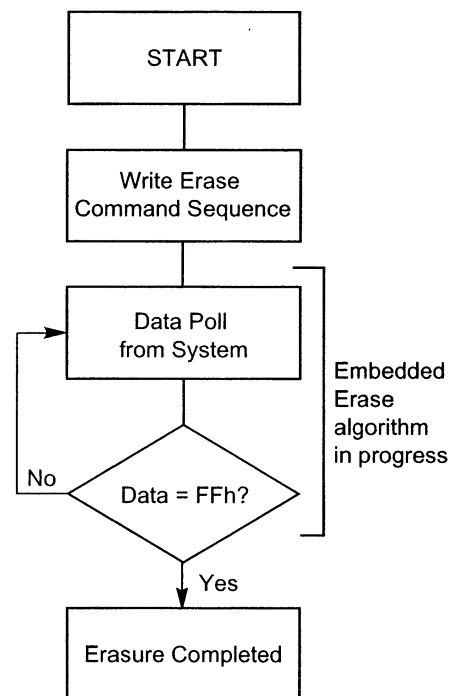 START
Write Erase
Command Sequence
Data Poll
from System
Embedded
Erase
algorithm
in progress
No
Data = FFh?
Yes
Erasure Completed